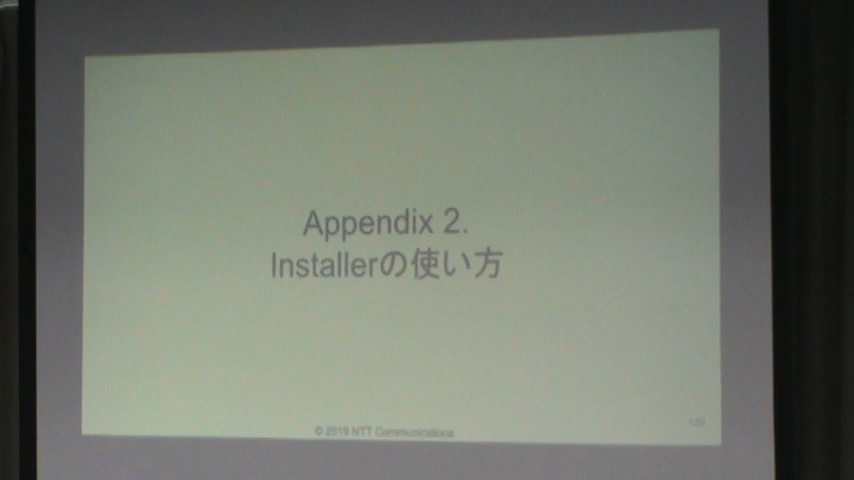 Appendix 2.
Installerの使い方
© 2019 NTT Communications